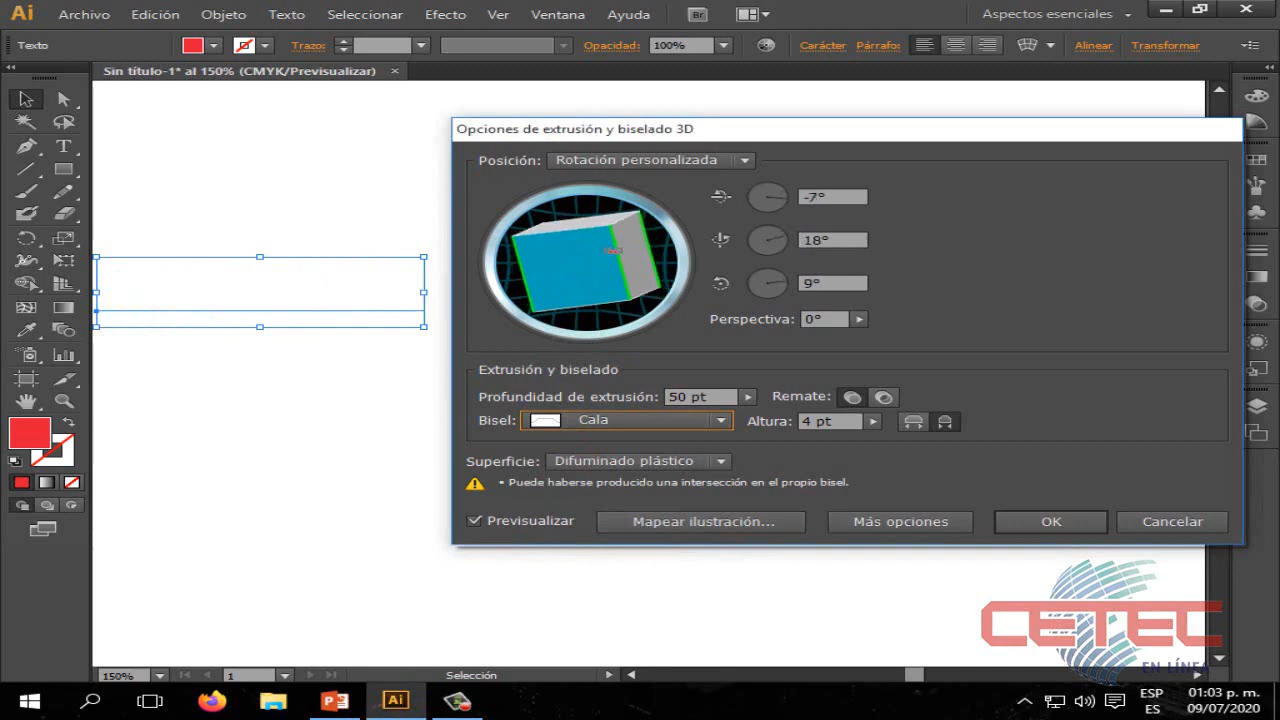 Ai Archivo Edición Objeto Texto Seleccionar Efecto Ver Ventana Ayuda Br Aspectos esenciales
Texto Trazo: Opacidad: 100% Carácter Párrafo: Alinear Transformar
Sin título-1* al 150% (CMYK/Previsualizar) ×
Opciones de extrusión y biselado 3D
Posición: Rotación personalizada
-7°
18°
9°
Perspectiva: 0°
Extrusión y biselado
Profundidad de extrusión: 50 pt Remate:
Bisel: Cala Altura: 4 pt
Superficie: Difuminado plástico
• Puede haberse producido una intersección en el propio bisel.
Previsualizar Mapear ilustración... Más opciones OK Cancelar
CETEC
EN LÍNEA
150% 1 Selección
Ai ESP 01:03 p. m.
ES 09/07/2020